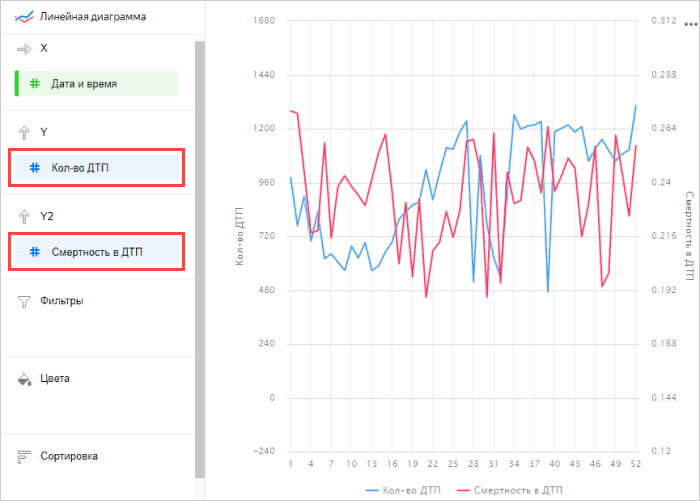 Линейная диаграмма
X
# Дата и время
Y
# Кол-во ДТП
Y2
# Смертность в ДТП
Фильтры
Цвета
Сортировка
1680
1440
1200
960
720
480
240
0
-240
Кол-во ДТП
0.312
0.288
0.264
0.24
0.216
0.192
0.168
0.144
0.12
Смертность в ДТП
1 4 7 10 13 16 19 22 25 28 31 34 37 40 43 46 49 52
Кол-во ДТП Смертность в ДТП